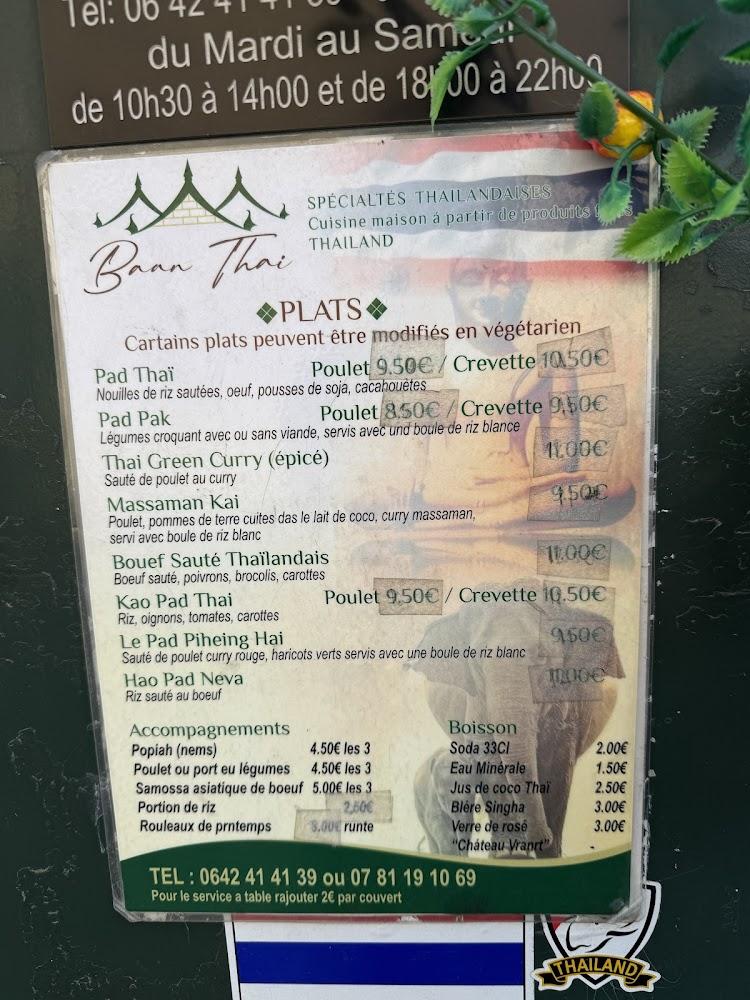 Tel: 06 42 41 41
du Mardi au Samedi
de 10h30 à 14h00 et de 18h00 à 22h00
Baan Thai
SPÉCIALTÉS THAILANDAISES
Cuisine maison á partir de produits
THAILAND
PLATS
Cartains plats peuvent être modifiés en végétarien
Pad Thaï Poulet 9.50€ / Crevette 10.50€
Nouilles de riz sautées, oeuf, pousses de soja, cacahouètes
Pad Pak Poulet 8.50€ / Crevette 9,50€
Légumes croquant avec ou sans viande, servis avec und boule de riz blance
Thai Green Curry (épicé) 11.00€
Sauté de poulet au curry
Massaman Kai 9.50€
Poulet, pommes de terre cuites das le lait de coco, curry massaman,
servi avec boule de riz blanc
Bouef Sauté Thaïlandais 11.00€
Boeuf sauté, poivrons, brocolis, carottes
Kao Pad Thai Poulet 9.50€ / Crevette 10.50€
Riz, oignons, tomates, carottes
Le Pad Piheing Hai 9.50€
Sauté de poulet curry rouge, haricots verts servis avec une boule de riz blanc
Hao Pad Neva 11.00€
Riz sauté au boeuf
Accompagnements
Popiah (nems) 4.50€ les 3
Poulet ou port eu légumes 4.50€ les 3
Samossa asiatique de boeuf 5.00€ les 3
Portion de riz 2,50€
Rouleaux de prntemps runte
Boisson
Soda 33Cl 2.00€
Eau Minérale 1.50€
Jus de coco Thaï 2.50€
Blére Singha 3.00€
Verre de rosé 3.00€
"Cháteau Vranrt"
TEL : 0642 41 41 39 ou 07 81 19 10 69
Pour le service a table rajouter 2€ par couvert
THAILAND